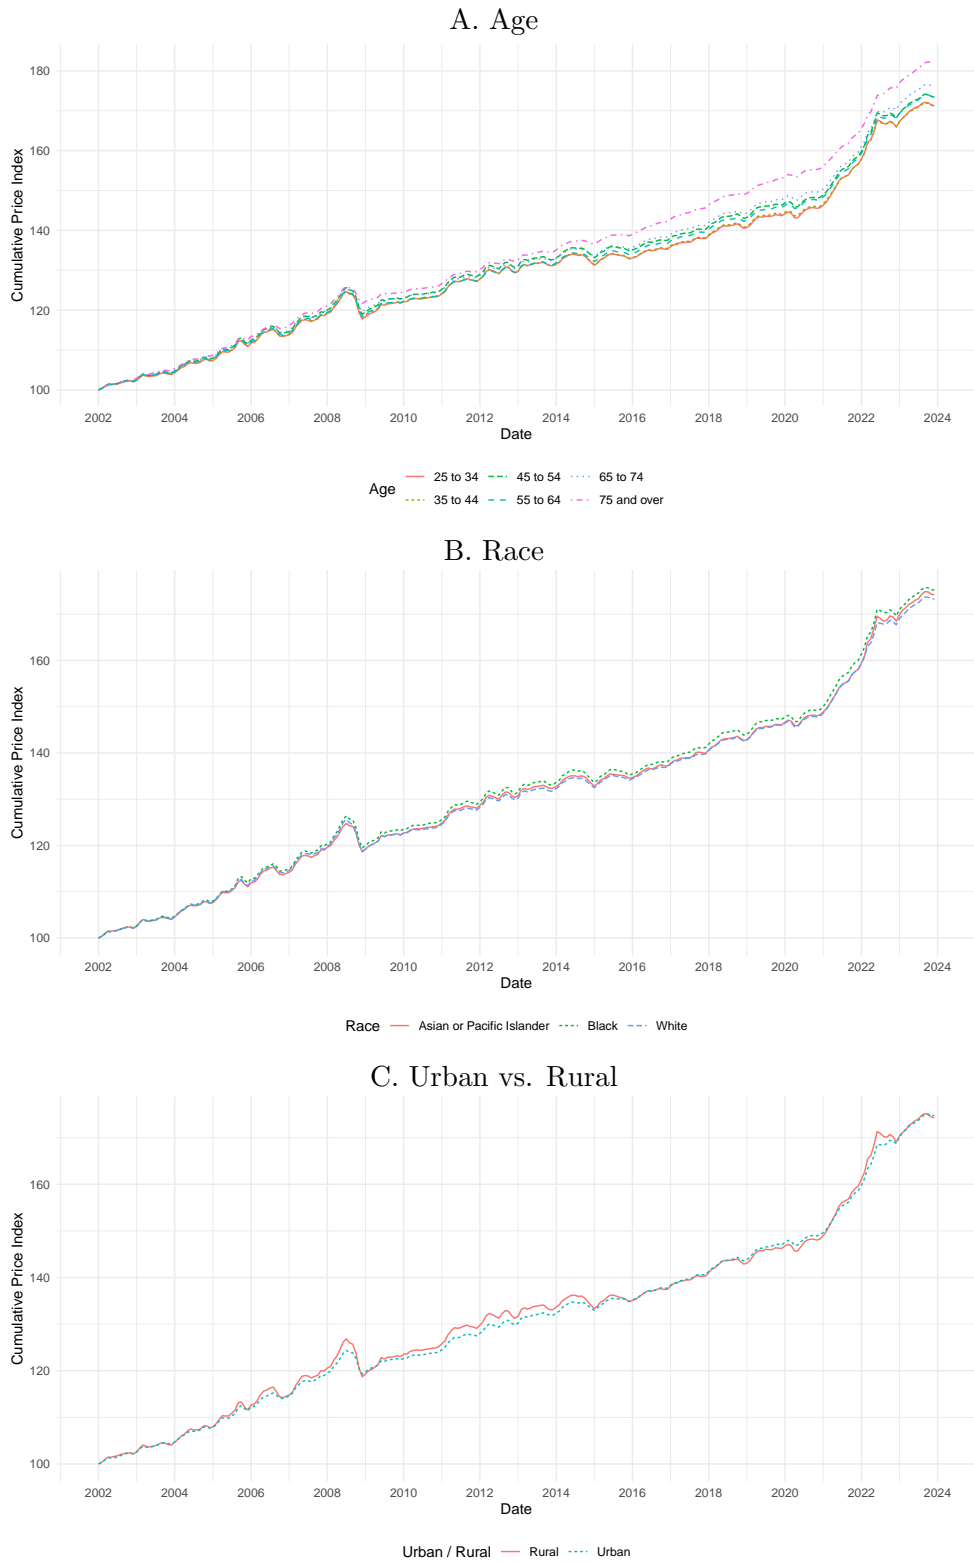 A. Age
Cumulative Price Index
180
160
140
120
100
2002 2004 2006 2008 2010 2012 2014 2016 2018 2020 2022 2024
Date
Age
25 to 34 45 to 54 65 to 74
35 to 44 55 to 64 75 and over
B. Race
Cumulative Price Index
160
140
120
100
2002 2004 2006 2008 2010 2012 2014 2016 2018 2020 2022 2024
Date
Race Asian or Pacific Islander Black White
C. Urban vs. Rural
Cumulative Price Index
160
140
120
100
2002 2004 2006 2008 2010 2012 2014 2016 2018 2020 2022 2024
Date
Urban / Rural Rural Urban